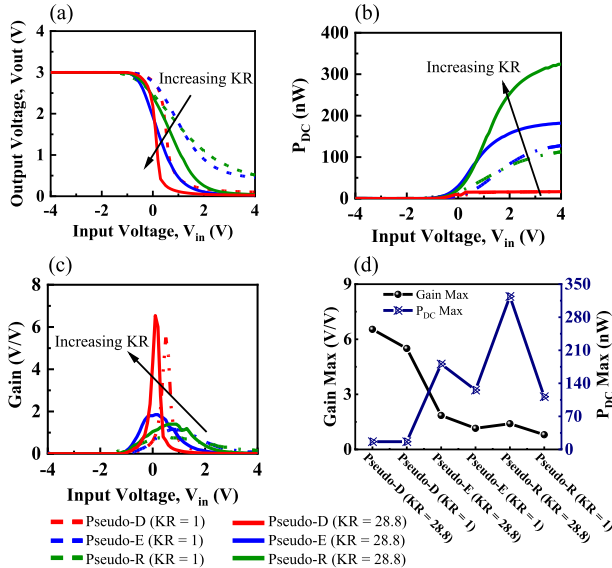 (a)
Output Voltage, Vout (V)
4
3
2
1
0
Increasing KR
-4 -2 0 2 4
Input Voltage, Vin (V)
(b)
P_DC (nW)
400
300
200
100
0
Increasing KR
-4 -2 0 2 4
Input Voltage, Vin (V)
(c)
Gain (V/V)
8
6
4
2
0
Increasing KR
-4 -2 0 2 4
Input Voltage, Vin (V)
(d)
Gain Max (V/V)
9
6
3
0
Gain Max
P_DC Max
350
280
210
140
70
0
P_DC Max (nW)
Pseudo-D (KR = 28.8)
Pseudo-D (KR = 1)
Pseudo-E (KR = 28.8)
Pseudo-E (KR = 1)
Pseudo-R (KR = 28.8)
Pseudo-R (KR = 1)
Pseudo-D (KR = 1) Pseudo-D (KR = 28.8)
Pseudo-E (KR = 1) Pseudo-E (KR = 28.8)
Pseudo-R (KR = 1) Pseudo-R (KR = 28.8)